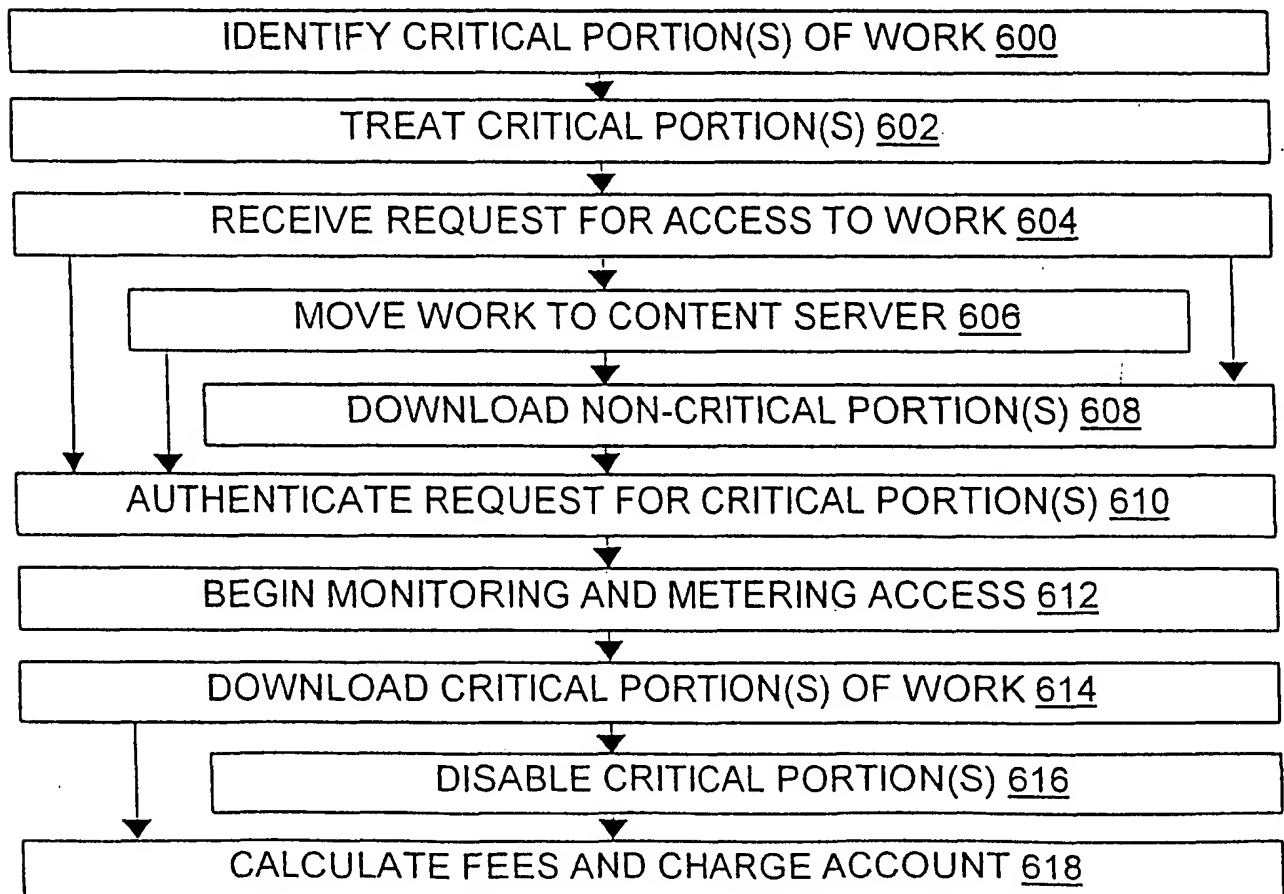 IDENTIFY CRITICAL PORTION(S) OF WORK 600
TREAT CRITICAL PORTION(S) 602
RECEIVE REQUEST FOR ACCESS TO WORK 604
MOVE WORK TO CONTENT SERVER 606
DOWNLOAD NON-CRITICAL PORTION(S) 608
AUTHENTICATE REQUEST FOR CRITICAL PORTION(S) 610
BEGIN MONITORING AND METERING ACCESS 612
DOWNLOAD CRITICAL PORTION(S) OF WORK 614
DISABLE CRITICAL PORTION(S) 616
CALCULATE FEES AND CHARGE ACCOUNT 618